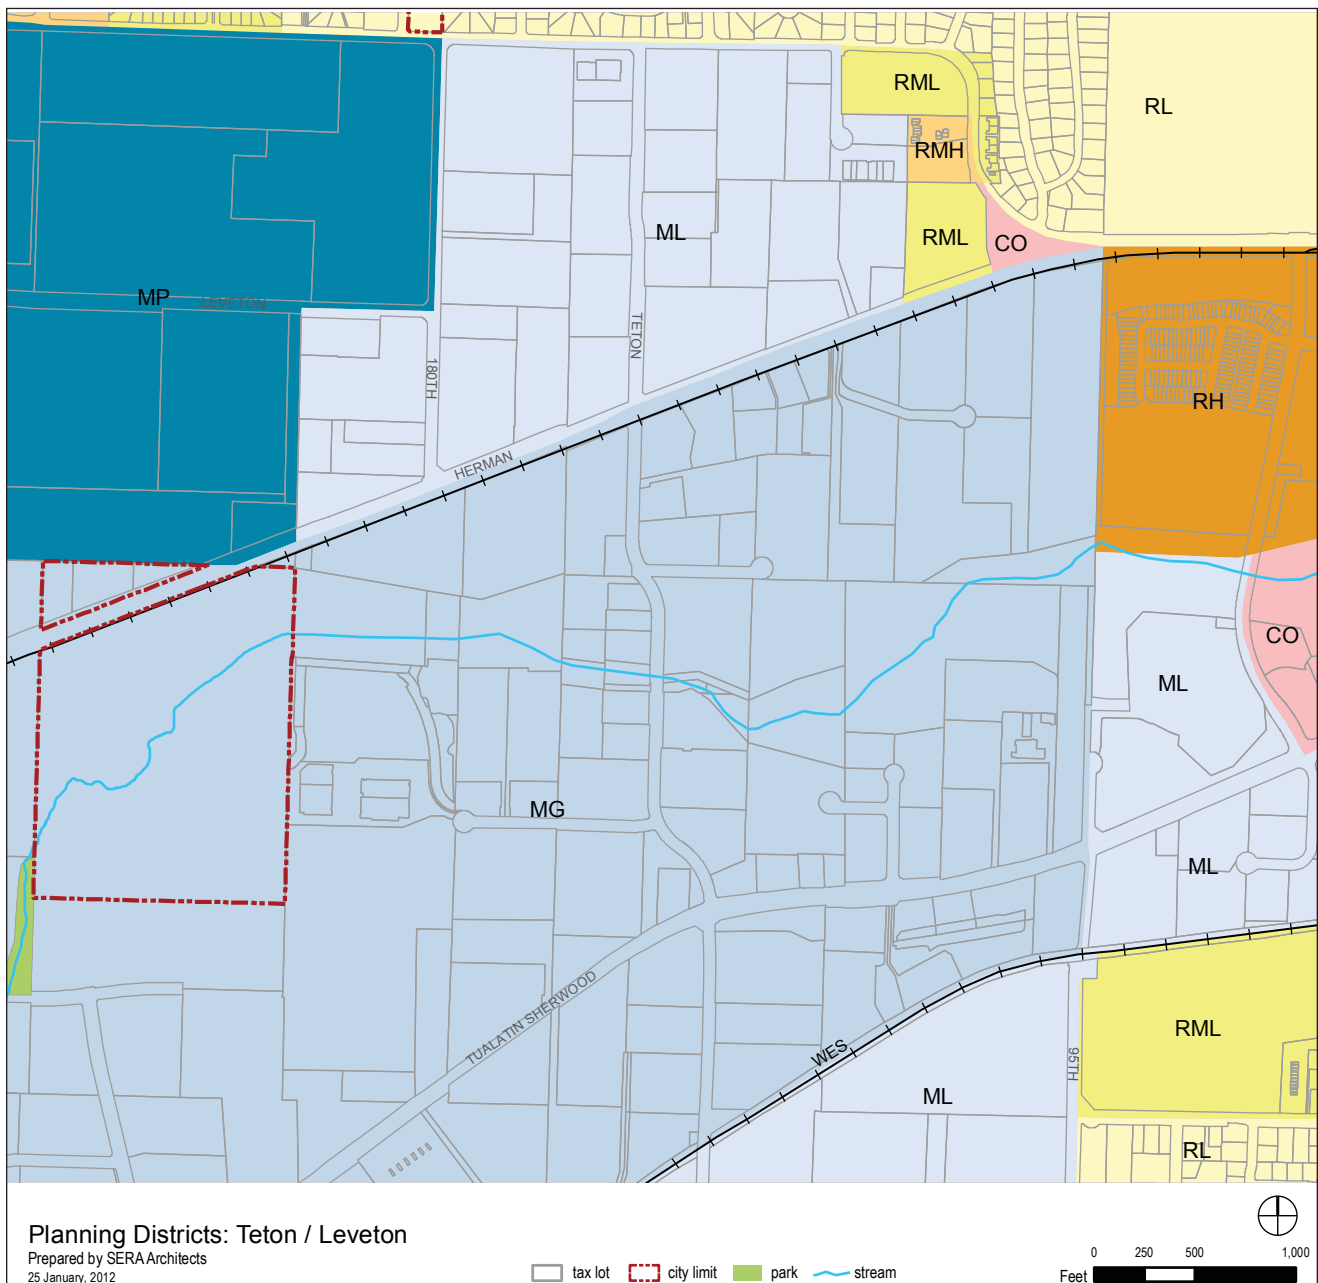 RML
RL
RMH
ML
RML
CO
MP
LEVETON
TETON
180TH
RH
HERMAN
CO
ML
MG
ML
TUALATIN SHERWOOD
RML
WES
95TH
ML
RL
Planning Districts: Teton / Leveton
Prepared by SERA Architects
25 January, 2012
tax lot
city limit
park
stream
0 250 500 1,000
Feet